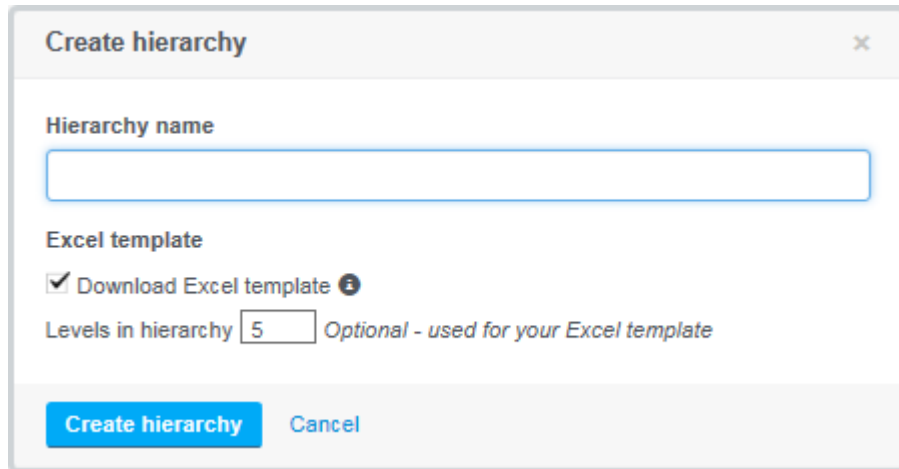 Create hierarchy
Hierarchy name
Excel template
Download Excel template
Levels in hierarchy 5 Optional - used for your Excel template
Create hierarchy Cancel